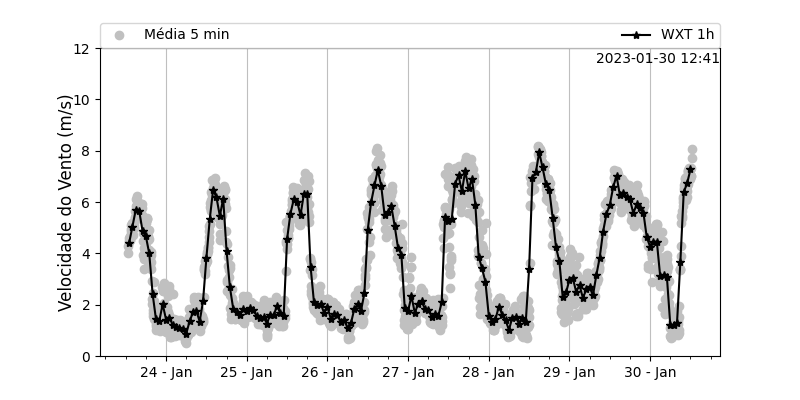 Média 5 min
WXT 1h
2023-01-30 12:41
Velocidade do Vento (m/s)
12
10
8
6
4
2
0
24 - Jan
25 - Jan
26 - Jan
27 - Jan
28 - Jan
29 - Jan
30 - Jan